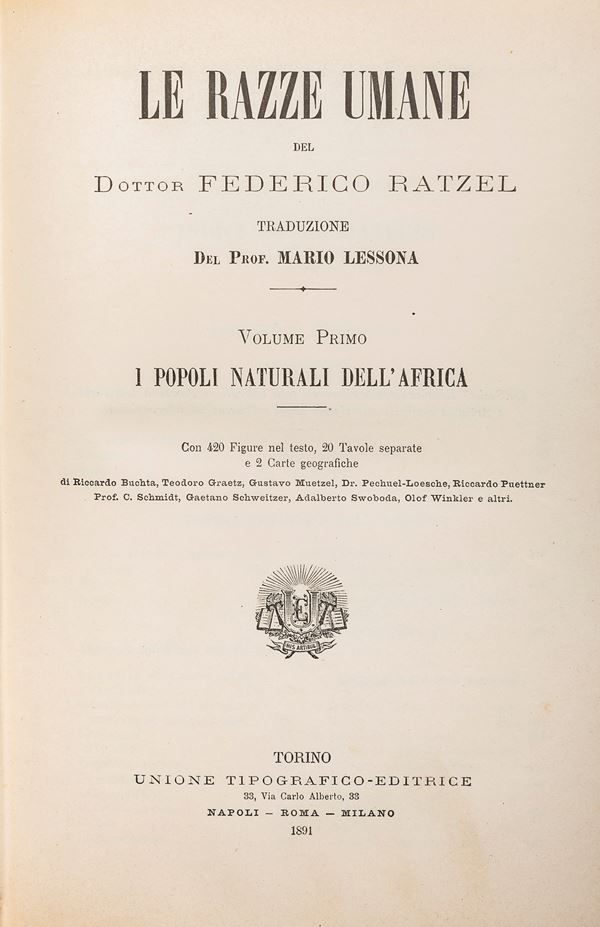 LE RAZZE UMANE
DEL
DOTTOR FEDERICO RATZEL
TRADUZIONE
DEL PROF. MARIO LESSONA
VOLUME PRIMO
I POPOLI NATURALI DELL'AFRICA
Con 420 Figure nel testo, 20 Tavole separate
e 2 Carte geografiche
di Riccardo Buchta, Teodoro Graetz, Gustavo Muetzel, Dr. Pechuel-Loesche, Riccardo Puettner
Prof. C. Schmidt, Gaetano Schweitzer, Adalberto Swoboda, Olof Winkler e altri.
UTET
HIS ARTIBUS
TORINO
UNIONE TIPOGRAFICO-EDITRICE
33, Via Carlo Alberto, 33
NAPOLI — ROMA — MILANO
1891